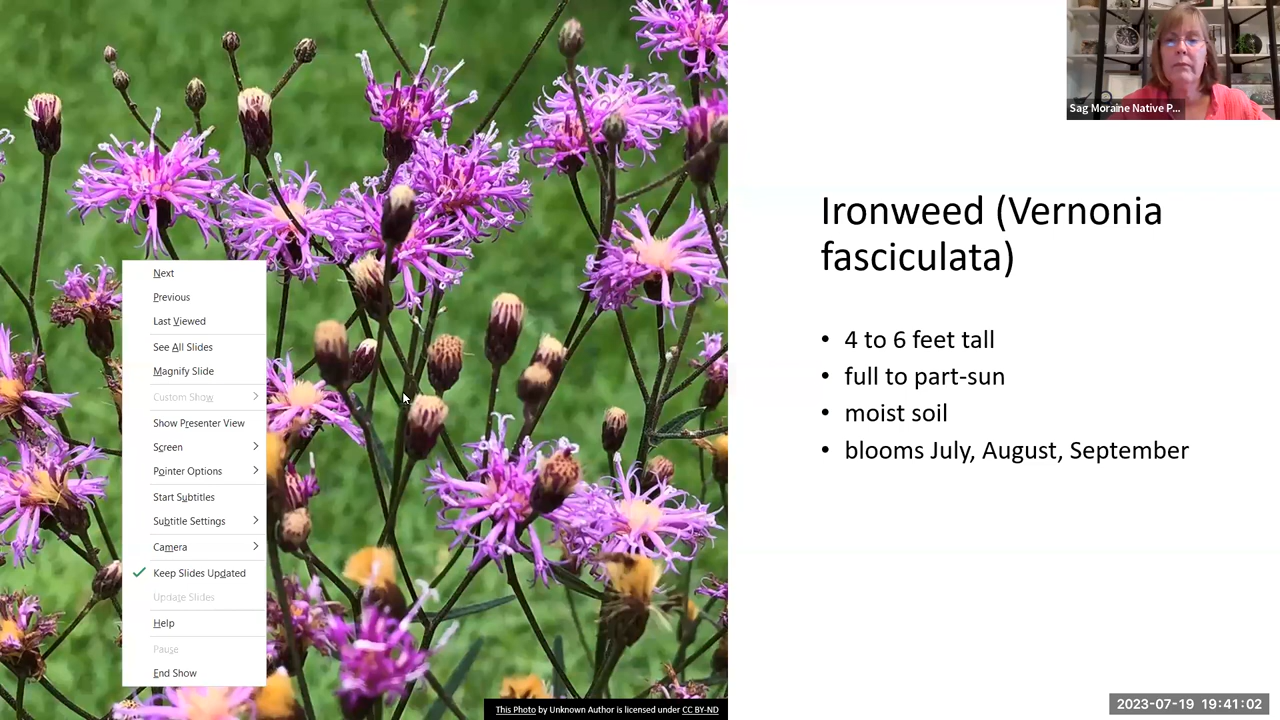 Sag Moraine Native P...
Ironweed (Vernonia
fasciculata)
• 4 to 6 feet tall
• full to part-sun
• moist soil
• blooms July, August, September
Next
Previous
Last Viewed
See All Slides
Magnify Slide
Custom Show
Show Presenter View
Screen
Pointer Options
Start Subtitles
Subtitle Settings
Camera
Keep Slides Updated
Update Slides
Help
Pause
End Show
This Photo by Unknown Author is licensed under CC BY-ND
2023-07-19 19:41:02